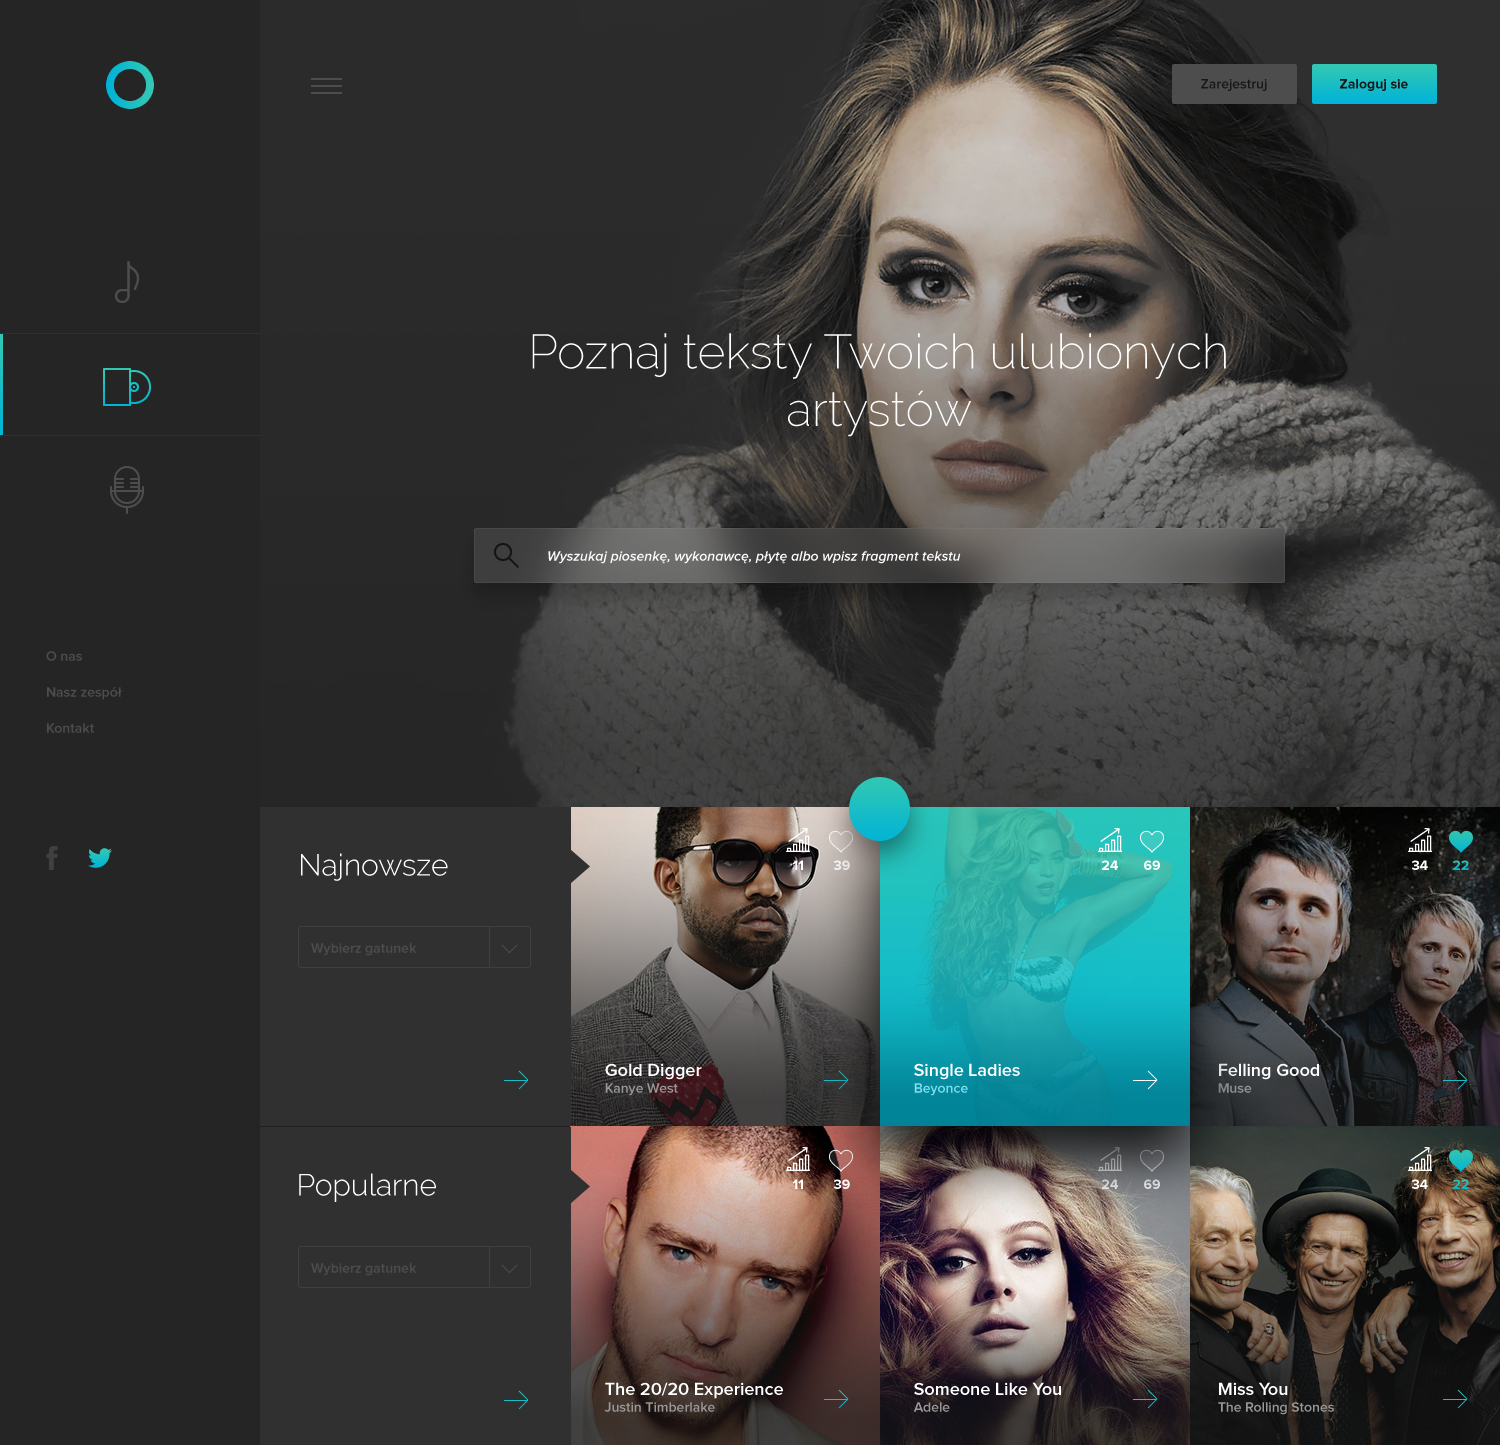 Zarejestruj
Zaloguj sie
Poznaj teksty Twoich ulubionych
artystów
Wyszukaj piosenkę, wykonawcę, płytę albo wpisz fragment tekstu
O nas
Nasz zespół
Kontakt
Najnowsze
Wybierz gatunek
11
39
Gold Digger
Kanye West
24
69
Single Ladies
Beyonce
34
22
Felling Good
Muse
Popularne
Wybierz gatunek
11
39
The 20/20 Experience
Justin Timberlake
24
69
Someone Like You
Adele
34
22
Miss You
The Rolling Stones